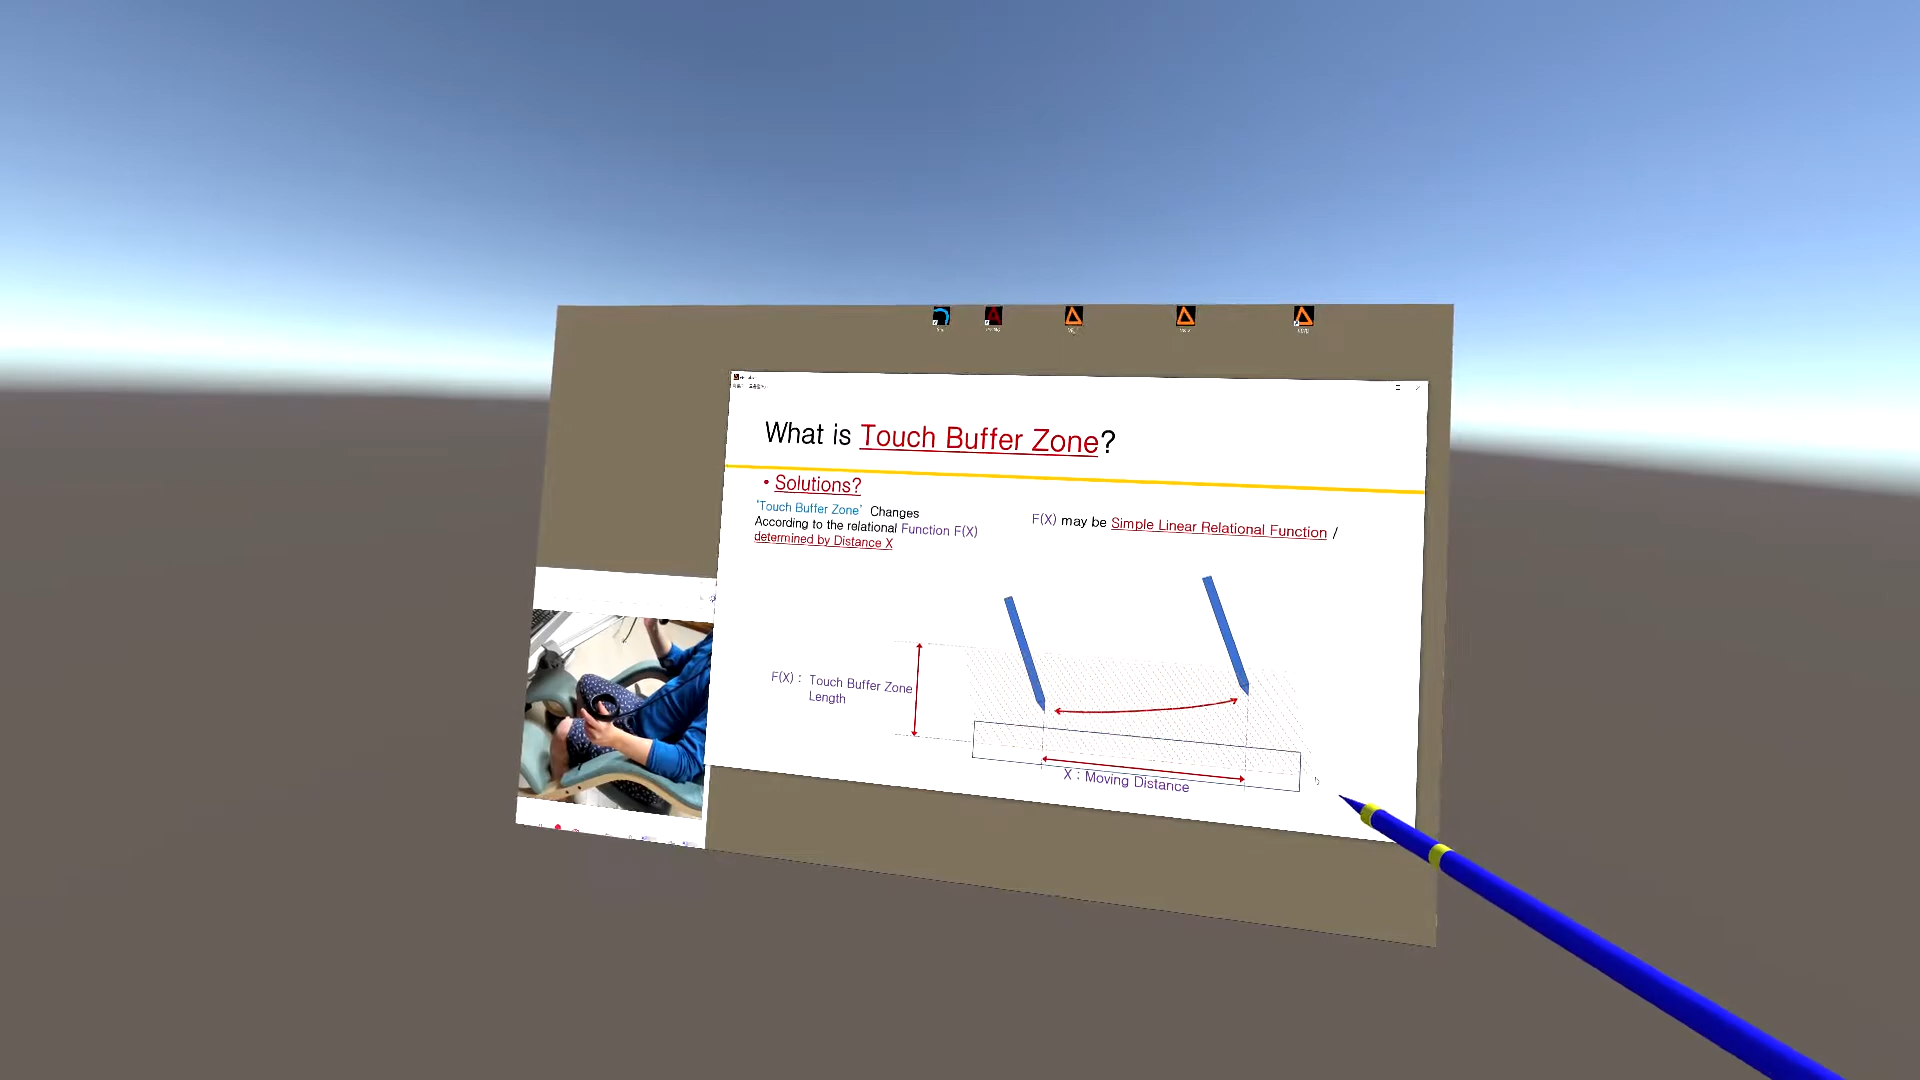 What is Touch Buffer Zone?
• Solutions?
'Touch Buffer Zone' Changes
According to the relational Function F(X)
determined by Distance X
F(X) may be Simple Linear Relational Function /
F(X) : Touch Buffer Zone
Length
X : Moving Distance